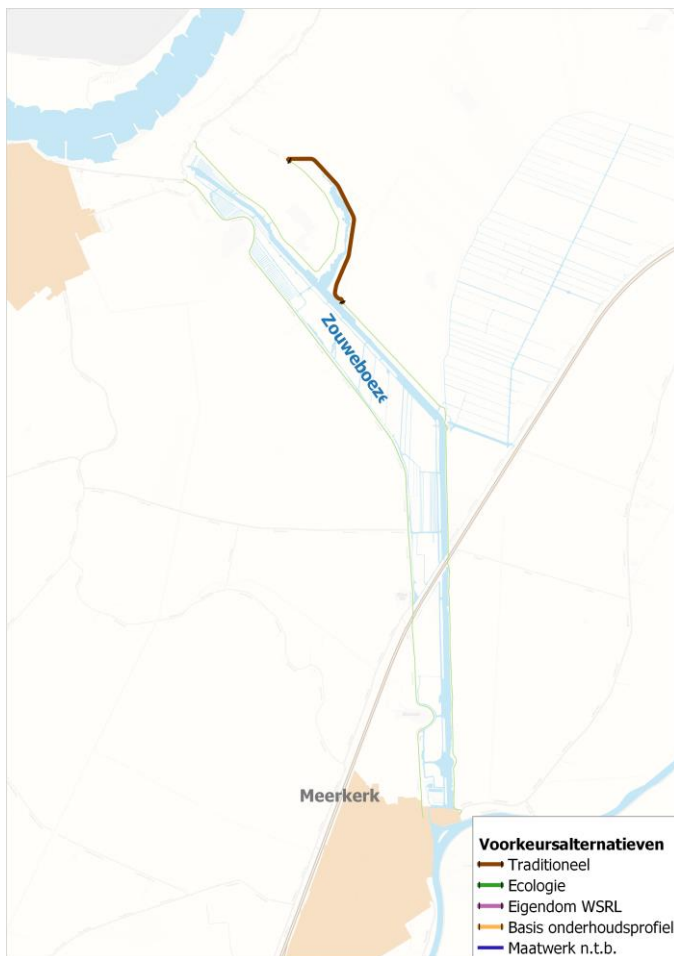 Zouweboeze
Meerkerk
Voorkeursalternatieven
Traditioneel
Ecologie
Eigendom WSRL
Basis onderhoudsprofiel
Maatwerk n.t.b.